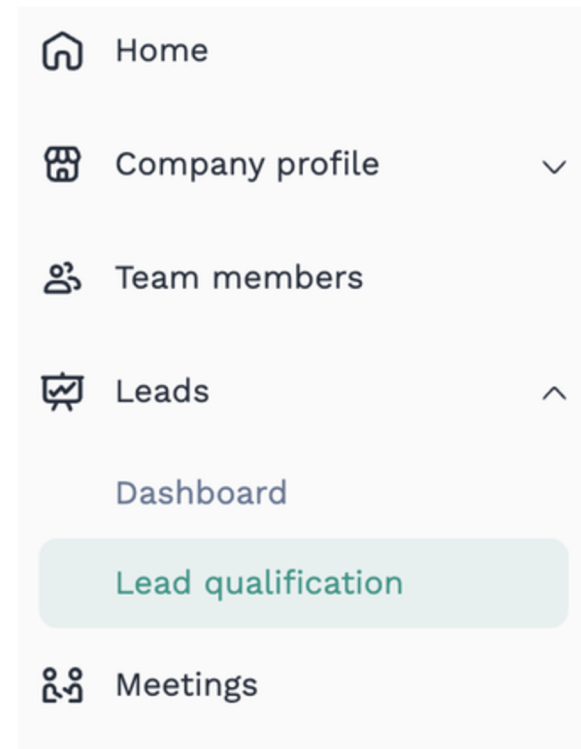 Home
Company profile
Team members
Leads
Dashboard
Lead qualification
Meetings